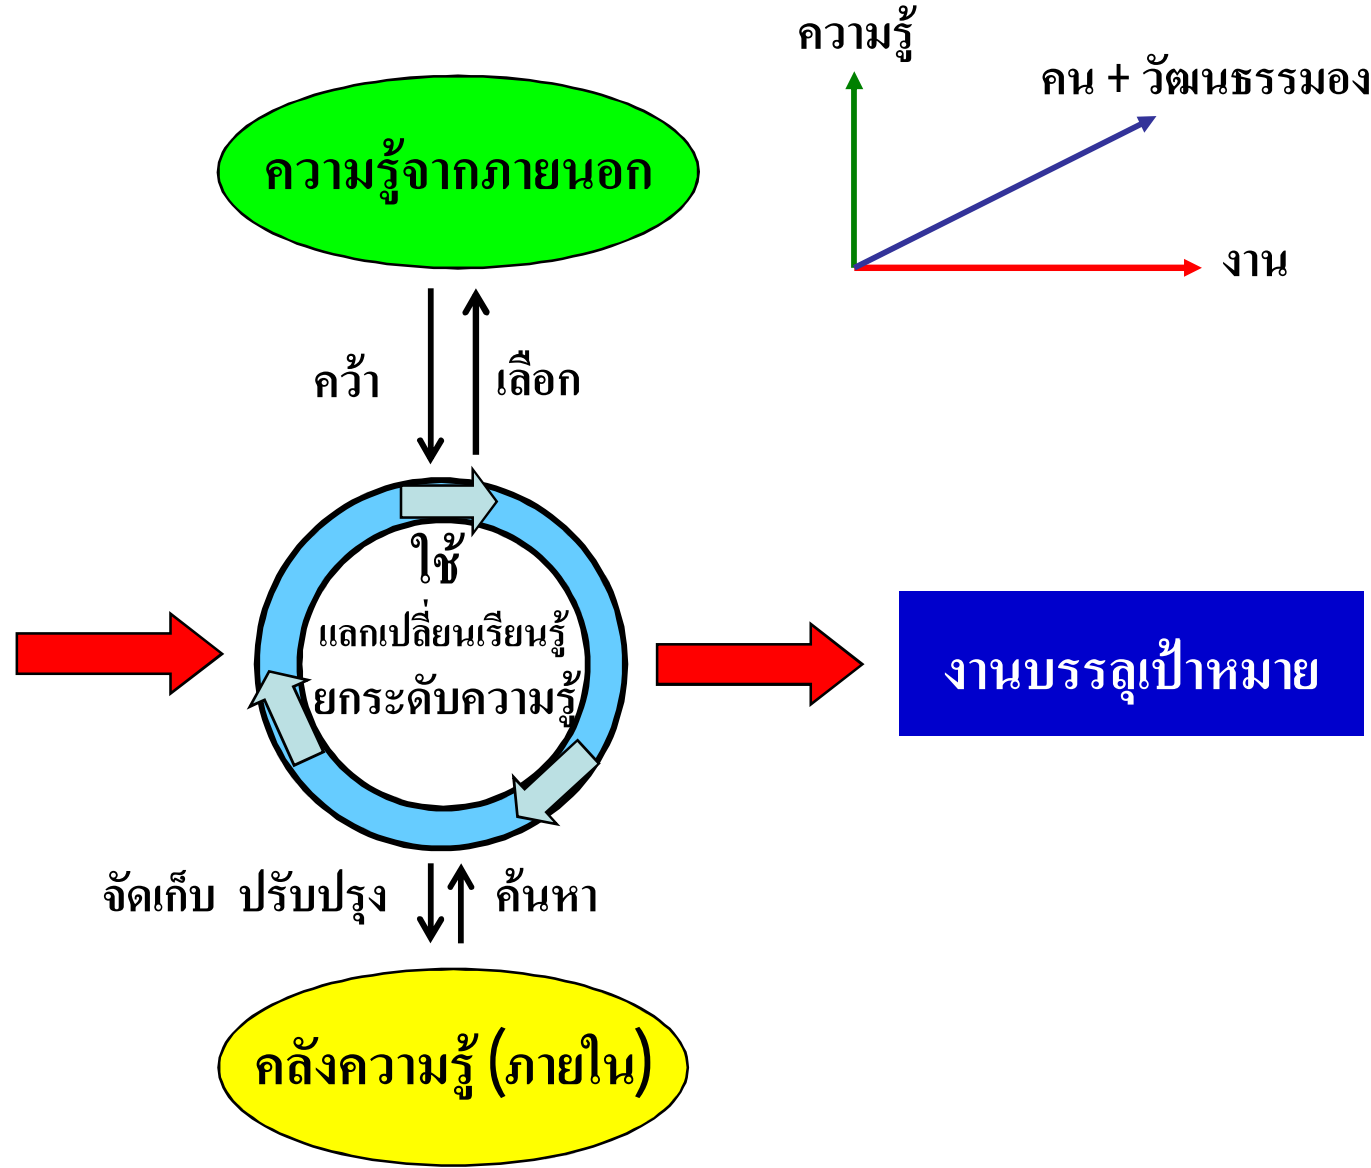 ความรู้
คน + วัฒนธรรมอง
งาน
ความรู้จากภายนอก
คว้า
เลือก
ใช้
แลกเปลี่ยนเรียนรู้
ยกระดับความรู้
งานบรรลุเป้าหมาย
จัดเก็บ ปรับปรุง
ค้นหา
คลังความรู้ (ภายใน)